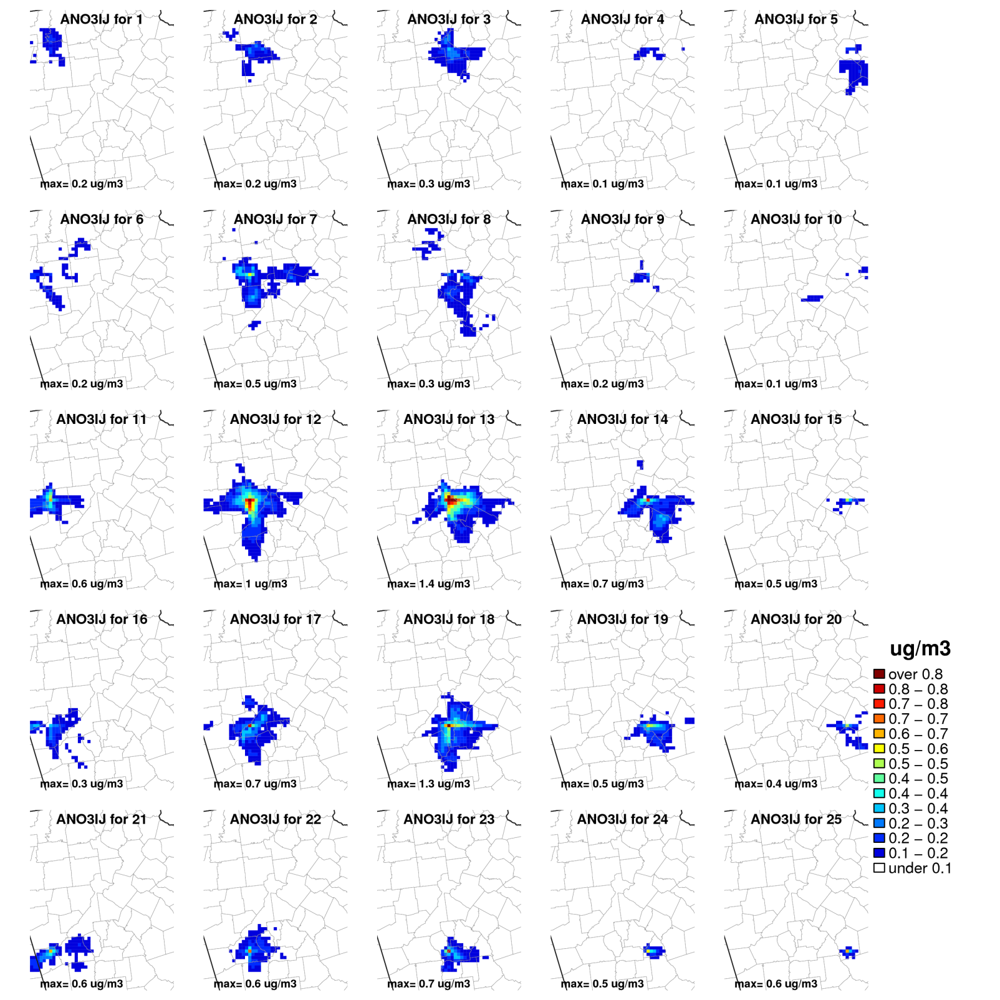 ANO3IJ for 1
ANO3IJ for 2
ANO3IJ for 3
ANO3IJ for 4
ANO3IJ for 5
max= 0.2 ug/m3
max= 0.2 ug/m3
max= 0.3 ug/m3
max= 0.1 ug/m3
max= 0.1 ug/m3
ANO3IJ for 6
ANO3IJ for 7
ANO3IJ for 8
ANO3IJ for 9
ANO3IJ for 10
max= 0.2 ug/m3
max= 0.5 ug/m3
max= 0.3 ug/m3
max= 0.2 ug/m3
max= 0.1 ug/m3
ANO3IJ for 11
ANO3IJ for 12
ANO3IJ for 13
ANO3IJ for 14
ANO3IJ for 15
max= 0.6 ug/m3
max= 1 ug/m3
max= 1.4 ug/m3
max= 0.7 ug/m3
max= 0.5 ug/m3
ANO3IJ for 16
ANO3IJ for 17
ANO3IJ for 18
ANO3IJ for 19
ANO3IJ for 20
max= 0.3 ug/m3
max= 0.7 ug/m3
max= 1.3 ug/m3
max= 0.5 ug/m3
max= 0.4 ug/m3
ANO3IJ for 21
ANO3IJ for 22
ANO3IJ for 23
ANO3IJ for 24
ANO3IJ for 25
max= 0.6 ug/m3
max= 0.6 ug/m3
max= 0.7 ug/m3
max= 0.5 ug/m3
max= 0.6 ug/m3
ug/m3
over 0.8
0.8 – 0.8
0.7 – 0.8
0.7 – 0.7
0.6 – 0.7
0.5 – 0.6
0.5 – 0.5
0.4 – 0.5
0.4 – 0.4
0.3 – 0.4
0.2 – 0.3
0.2 – 0.2
0.1 – 0.2
under 0.1